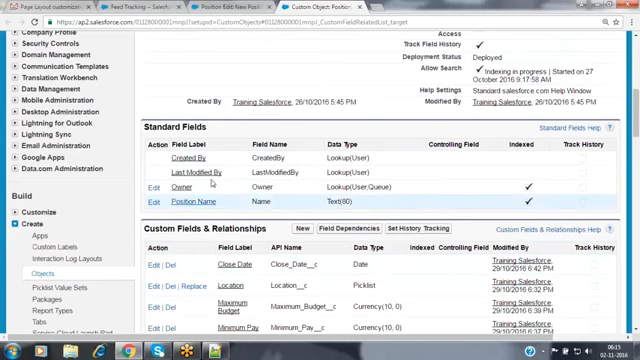 Page Layout customizati
Feed Tracking ~ Salesforc
Position Edit: New Positio
Custom Object: Position
https://ap2.salesforce.com/01I28000001mnpJ?setupid=CustomObjects#01I28000001mnpJ_CustomFieldRelatedList_target
Company Profile
Security Controls
Domain Management
Communication Templates
Translation Workbench
Data Management
Mobile Administration
Desktop Administration
Lightning for Outlook
Lightning Sync
Email Administration
Google Apps
Data.com Administration
Build
Customize
Create
Apps
Custom Labels
Interaction Log Layouts
Objects
Picklist Value Sets
Packages
Report Types
Tabs
Access
Track Field History
Deployment Status Deployed
Allow Search Indexing in progress | Started on 27 October 2016 9:17:58 AM
Help Settings Standard salesforce.com Help Window
Created By Training Salesforce, 26/10/2016 5:45 PM Modified By Training Salesforce, 26/10/2016 5:45 PM
Standard Fields Standard Fields Help ?
Action Field Label Field Name Data Type Controlling Field Indexed Track History
Created By CreatedBy Lookup(User)
Last Modified By LastModifiedBy Lookup(User)
Edit Owner Owner Lookup(User,Queue)
Edit Position Name Name Text(80)
Custom Fields & Relationships New Field Dependencies Set History Tracking Custom Fields & Relationships Help ?
Action Field Label API Name Data Type Indexed Controlling Field Modified By Track History
Edit | Del Close Date Close_Date__c Date Training Salesforce, 29/10/2016 6:42 PM
Edit | Del | Replace Location Location__c Picklist Training Salesforce, 29/10/2016 6:32 PM
Edit | Del Maximum Budget Maximum_Budget__c Currency(10, 0) Training Salesforce, 29/10/2016 6:37 PM
Edit | Del Minimum Pay Minimum_Pay__c Currency(10, 0) Training Salesforce,
06:15
02-11-2016